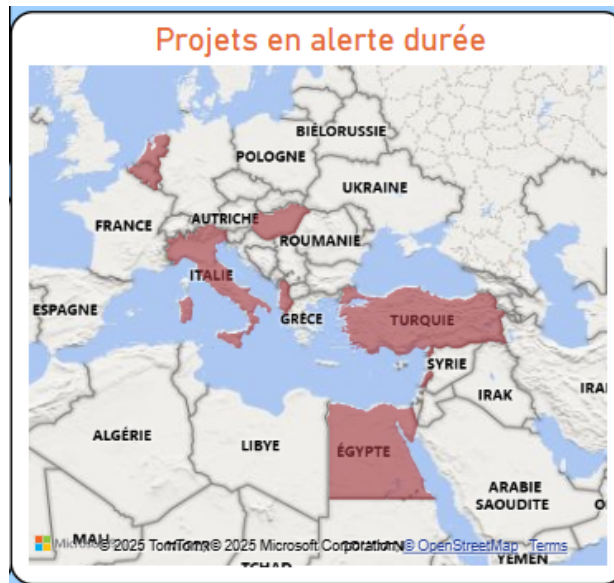 Projets en alerte durée
BIÉLORUSSIE
POLOGNE
UKRAINE
FRANCE
AUTRICHE
ROUMANIE
ITALIE
ESPAGNE
GRÈCE
TURQUIE
SYRIE
IRAK
ALGÉRIE
LIBYE
ÉGYPTE
ARABIE
SAOUDITE
© 2025 TomTom, © 2025 Microsoft Corporation, © OpenStreetMap Terms
YÉMEN